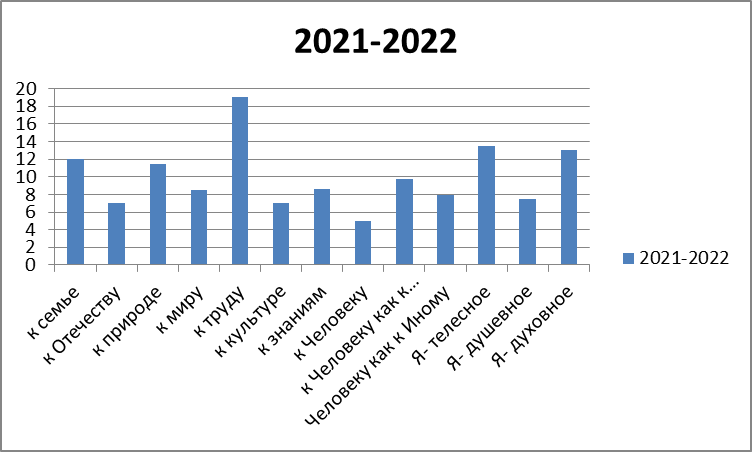 2021-2022
20
18
16
14
12
10
8
6
4
2
0
к семье
к Отечеству
к природе
к миру
к труду
к культуре
к знаниям
к Человеку
к Человеку как к...
Человеку как к Иному
Я- телесное
Я- душевное
Я- духовное
2021-2022